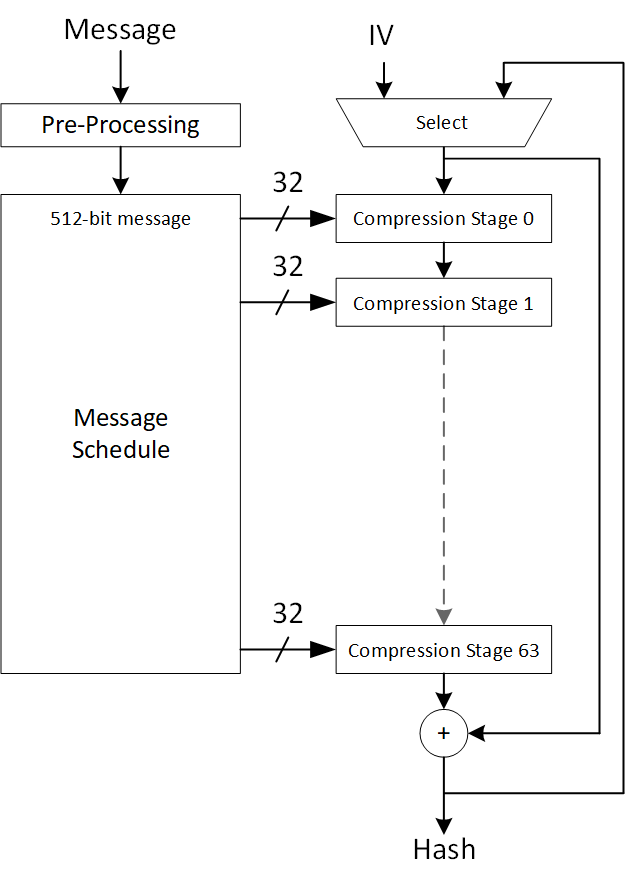 Message
IV
Pre-Processing
Select
512-bit message
32
Compression Stage 0
32
Compression Stage 1
Message
Schedule
32
Compression Stage 63
+
Hash